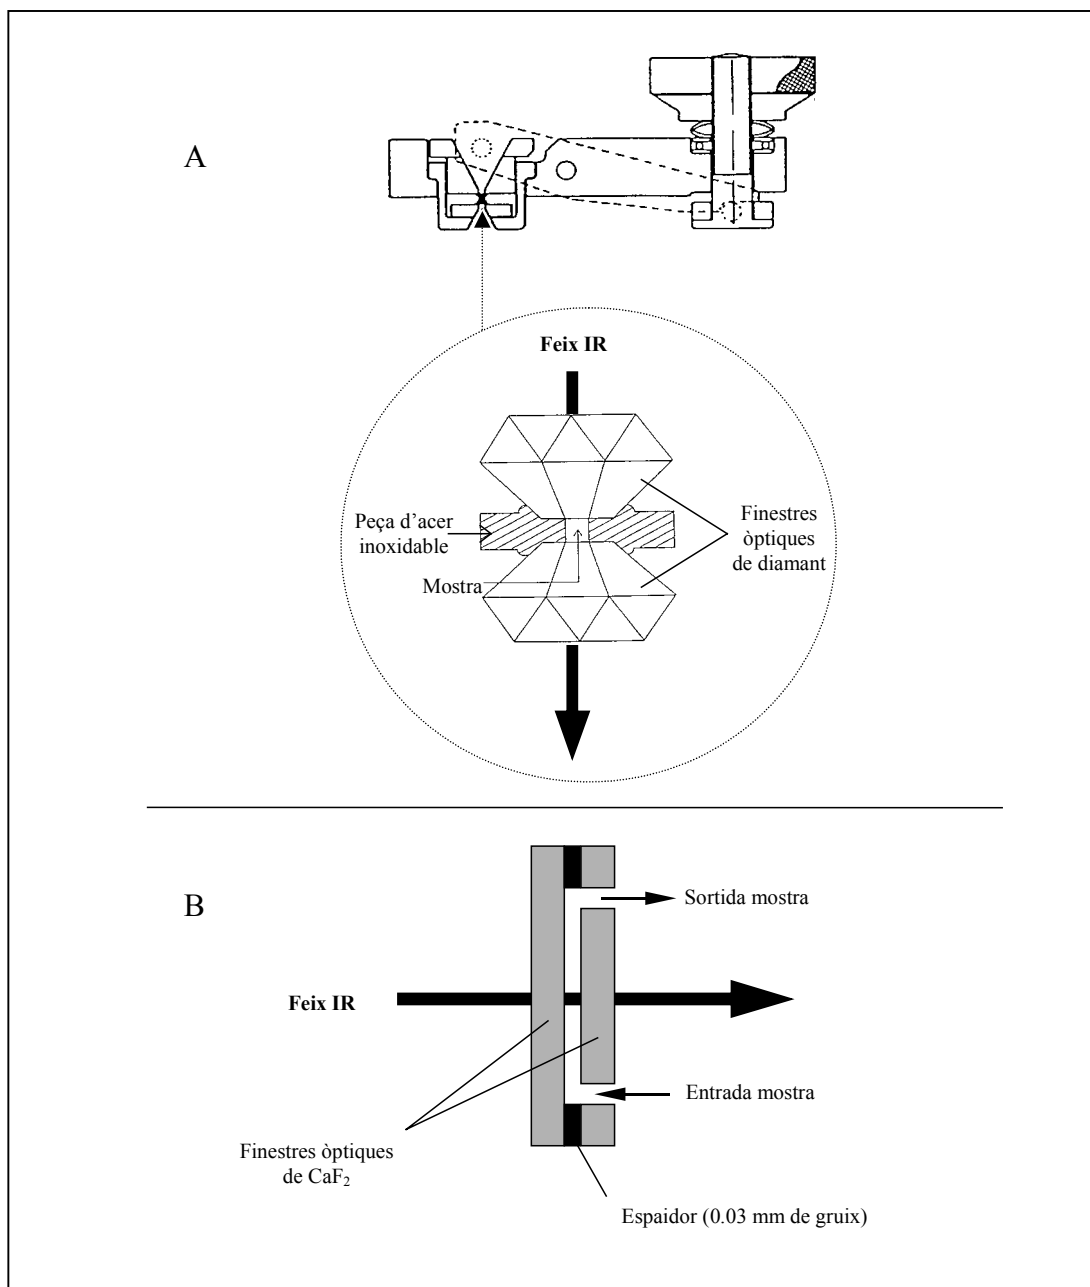 A
Feix IR
Peça d'acer
inoxidable
Mostra
Finestres
òptiques
de diamant
B
Sortida mostra
Feix IR
Entrada mostra
Finestres òptiques
de CaF₂
Espaidor (0.03 mm de gruix)